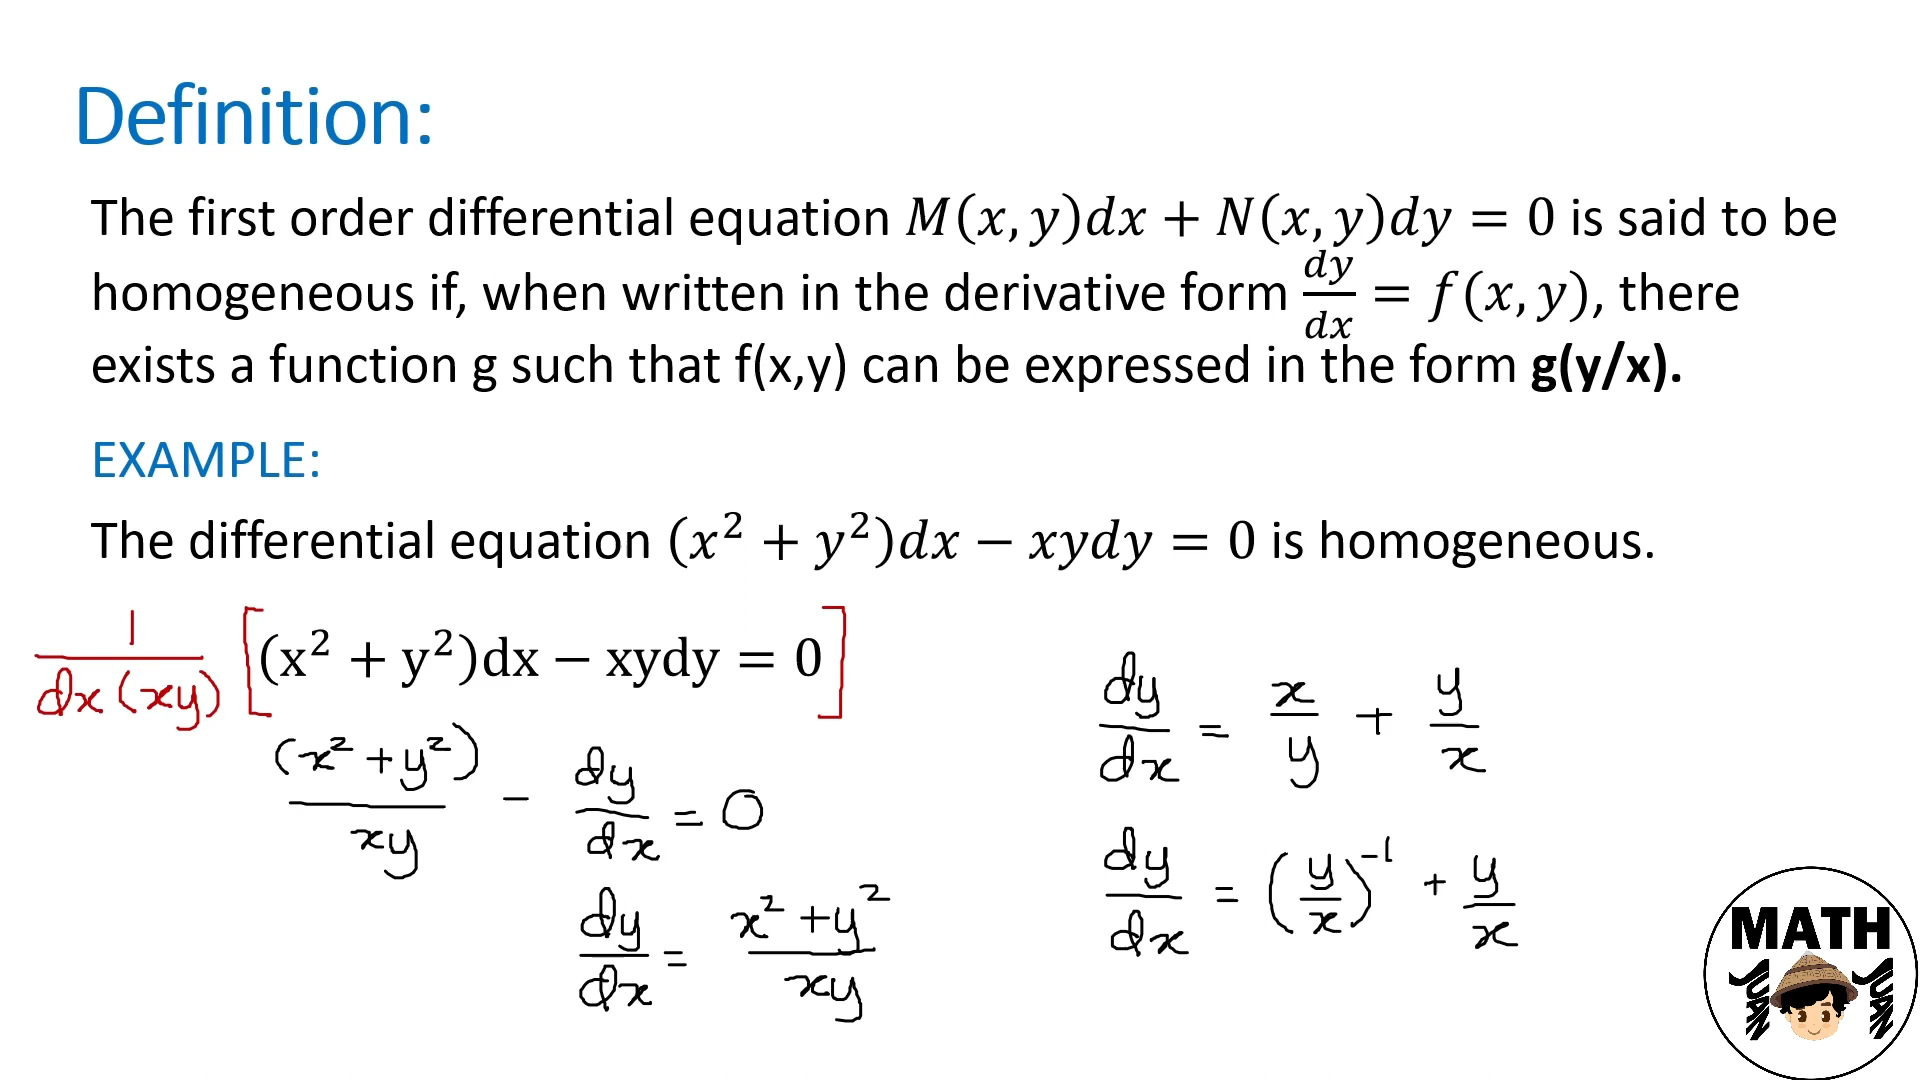 Definition:
The first order differential equation M(x, y)dx + N(x, y)dy = 0 is said to be
homogeneous if, when written in the derivative form dy/dx = f(x, y), there
exists a function g such that f(x,y) can be expressed in the form g(y/x).
EXAMPLE:
The differential equation (x² + y²)dx − xydy = 0 is homogeneous.
1/dx(xy) [(x² + y²)dx − xydy = 0]
(x² + y²)/xy − dy/dx = 0
dy/dx = x² + y²/xy
dy/dx = x/y + y/x
dy/dx = (y/x)⁻¹ + y/x
MATH
JUAN
JUAN